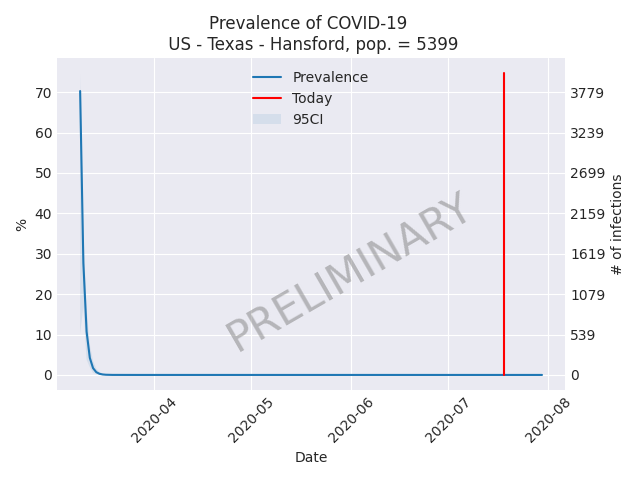 Prevalence of COVID-19
US - Texas - Hansford, pop. = 5399
Prevalence
Today
95CI
%
70
60
50
40
30
20
10
0
3779
3239
2699
2159
1619
1079
539
0
# of infections
PRELIMINARY
2020-04
2020-05
2020-06
2020-07
2020-08
Date